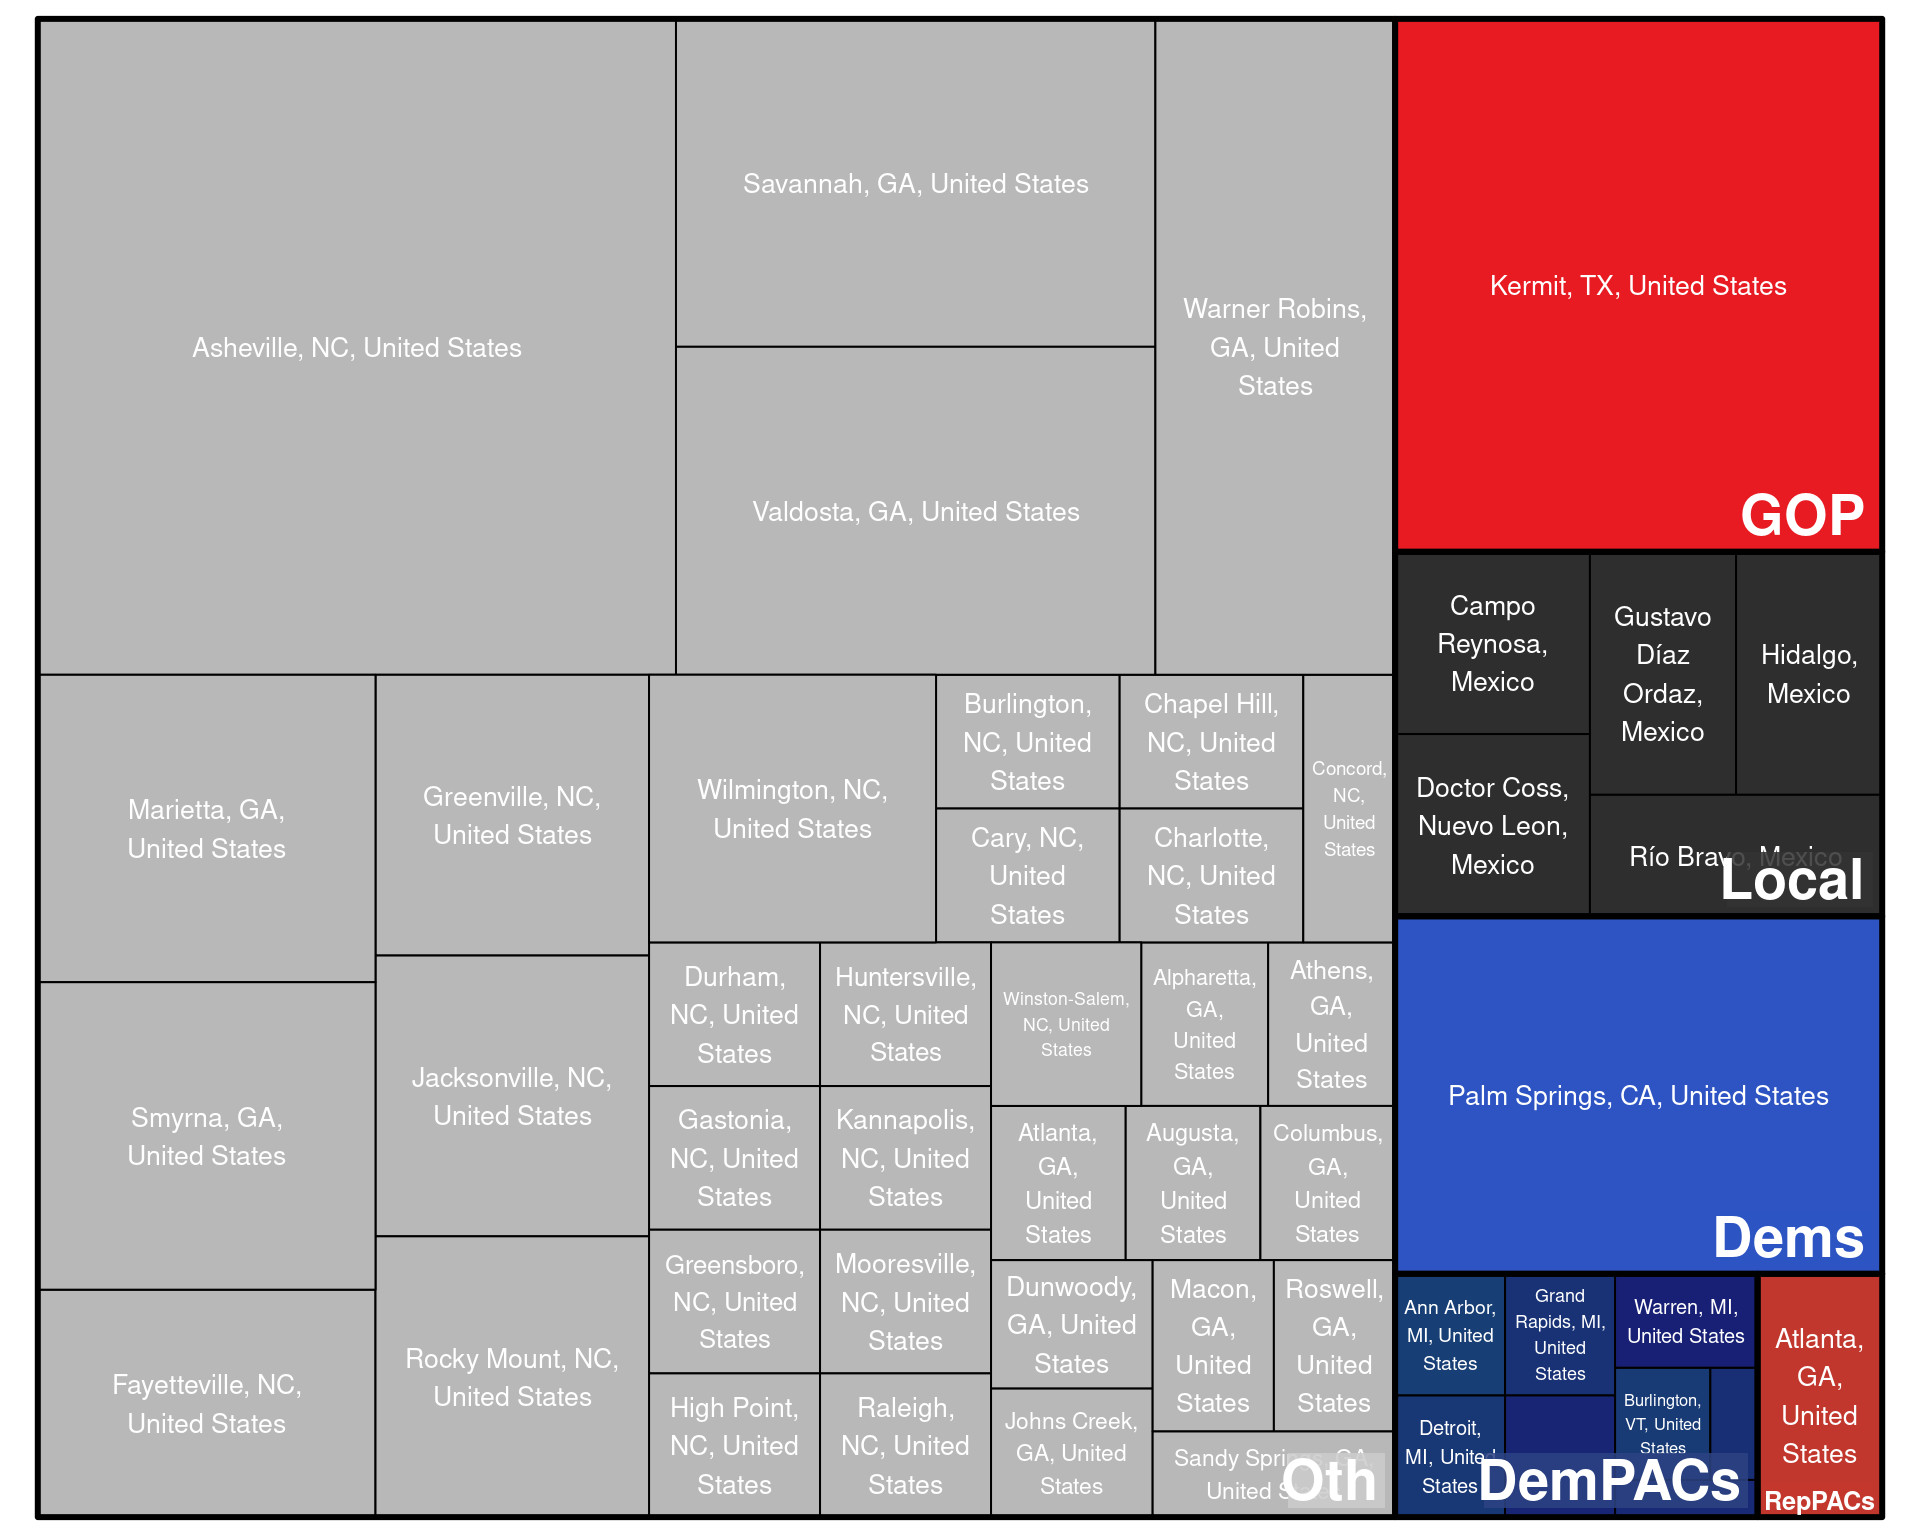 Asheville, NC, United States
Savannah, GA, United States
Valdosta, GA, United States
Warner Robins,
GA, United
States
Marietta, GA,
United States
Smyrna, GA,
United States
Fayetteville, NC,
United States
Greenville, NC,
United States
Jacksonville, NC,
United States
Rocky Mount, NC,
United States
Wilmington, NC,
United States
Burlington,
NC, United
States
Cary, NC,
United
States
Chapel Hill,
NC, United
States
Charlotte,
NC, United
States
Concord,
NC,
United
States
Durham,
NC, United
States
Gastonia,
NC, United
States
Greensboro,
NC, United
States
High Point,
NC, United
States
Huntersville,
NC, United
States
Kannapolis,
NC, United
States
Mooresville,
NC, United
States
Raleigh,
NC, United
States
Winston-Salem,
NC, United
States
Alpharetta,
GA,
United
States
Athens,
GA,
United
States
Atlanta,
GA,
United
States
Augusta,
GA,
United
States
Columbus,
GA,
United
States
Dunwoody,
GA, United
States
Johns Creek,
GA, United
States
Macon,
GA,
United
States
Roswell,
GA,
United
States
Sandy Springs, GA,
United States
Oth
Kermit, TX, United States
GOP
Campo
Reynosa,
Mexico
Doctor Coss,
Nuevo Leon,
Mexico
Gustavo
Díaz
Ordaz,
Mexico
Hidalgo,
Mexico
Río Bravo, Mexico
Local
Palm Springs, CA, United States
Dems
Ann Arbor,
MI, United
States
Detroit,
MI, United
States
Grand
Rapids, MI,
United
States
Warren, MI,
United States
Burlington,
VT, United
States
DemPACs
Atlanta,
GA,
United
States
RepPACs